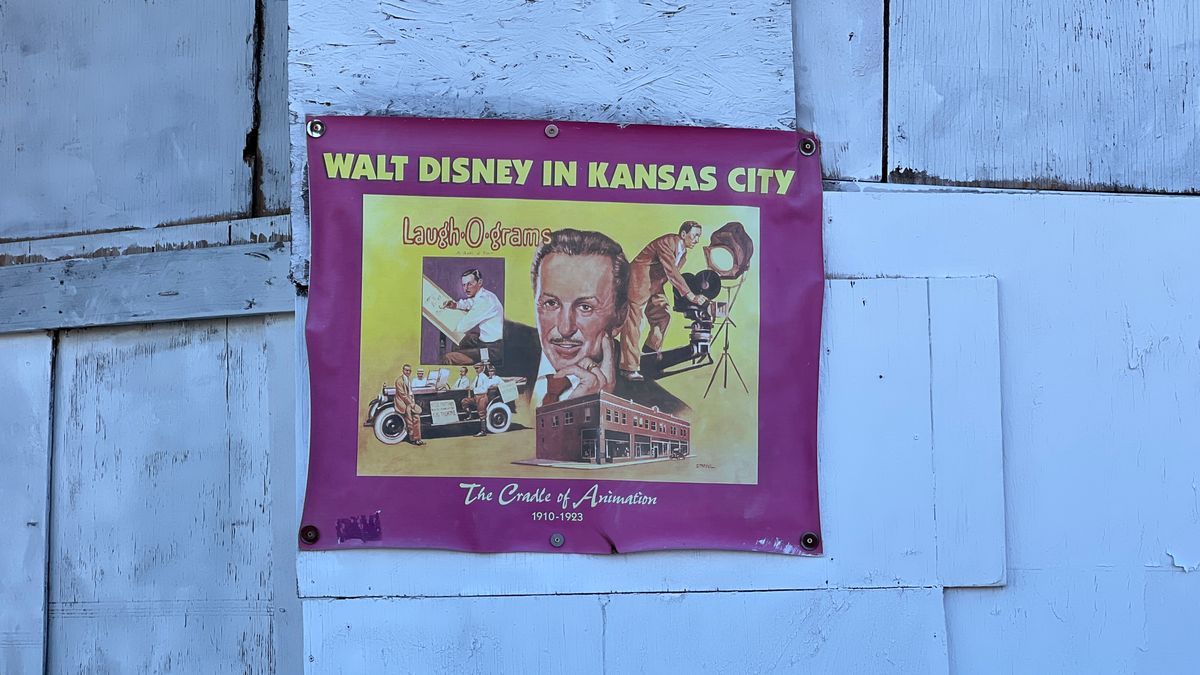 WALT DISNEY IN KANSAS CITY
Laugh-O-grams
The Cradle of Animation
1910-1923